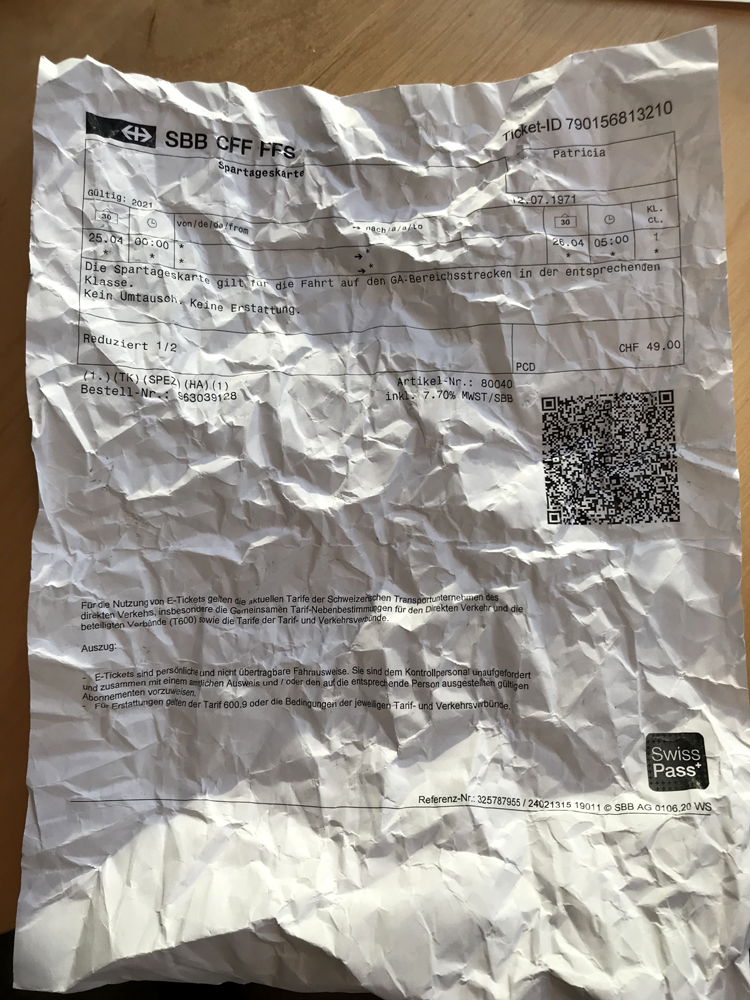 SBB CFF FFS
Ticket-ID 790156813210
Spartageskarte
Patricia
Gültig: 2021
12.07.1971
30 von/de/da/from → nach/a/a/to 30 KL. CL.
25.04 00:00 * → * 26.04 05:00 1
* * → * * * *
Die Spartageskarte gilt für die Fahrt auf den GA-Bereichsstrecken in der entsprechenden
Klasse.
Kein Umtausch, Keine Erstattung.
Reduziert 1/2
PCD CHF 49.00
(1.)(TK)(SPE2)(HA)(1) Artikel-Nr.: 80040
Bestell-Nr.: 963039128 inkl. 7.70% MWST/SBB
Für die Nutzung von E-Tickets gelten die aktuellen Tarife der Schweizerischen Transportunternehmen des
direkten Verkehrs, insbesondere die Gemeinsamen Tarif-Nebenbestimmungen für den Direkten Verkehr und die
beteiligten Verbünde (T600) sowie die Tarife der Tarif- und Verkehrsverbünde.
Auszug:
- E-Tickets sind persönliche und nicht übertragbare Fahrausweise. Sie sind dem Kontrollpersonal unaufgefordert
und zusammen mit einem amtlichen Ausweis und / oder den auf die entsprechende Person ausgestellten gültigen
Abonnementen vorzuweisen.
- Für Erstattungen gelten der Tarif 600.9 oder die Bedingungen der jeweiligen Tarif- und Verkehrsverbünde.
Swiss
Pass+
Referenz-Nr.: 325787955 / 24021315 19011 © SBB AG 0106.20 WS